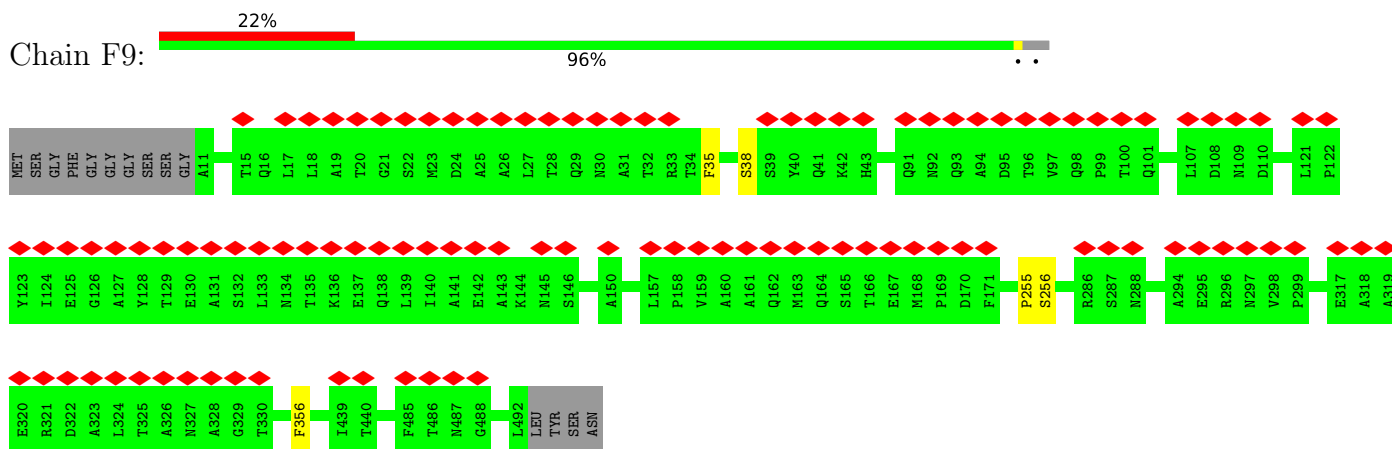 22%
Chain F9:
96%
• •
MET SER GLY PHE GLY GLY GLY SER SER GLY A11 T15 Q16 L17 L18 A19 T20 G21 S22 M23 D24 A25 A26 L27 T28 Q29 N30 A31 T32 R33 T34 F35 S38 S39 Y40 Q41 K42 H43 Q91 N92 Q93 A94 D95 T96 V97 Q98 P99 T100 Q101 L107 D108 N109 D110 L121 P122
Y123 I124 E125 G126 A127 Y128 T129 E130 A131 S132 L133 N134 T135 K136 E137 Q138 L139 I140 A141 E142 A143 K144 N145 S146 A150 L157 P158 V159 A160 A161 Q162 M163 Q164 S165 T166 E167 M168 P169 D170 F171 P255 S256 R286 S287 N288 A294 E295 R296 N297 V298 P299 E317 A318 A319
E320 R321 D322 A323 L324 T325 A326 N327 A328 G329 T330 F356 I439 T440 F485 T486 N487 G488 L492 LEU TYR SER ASN